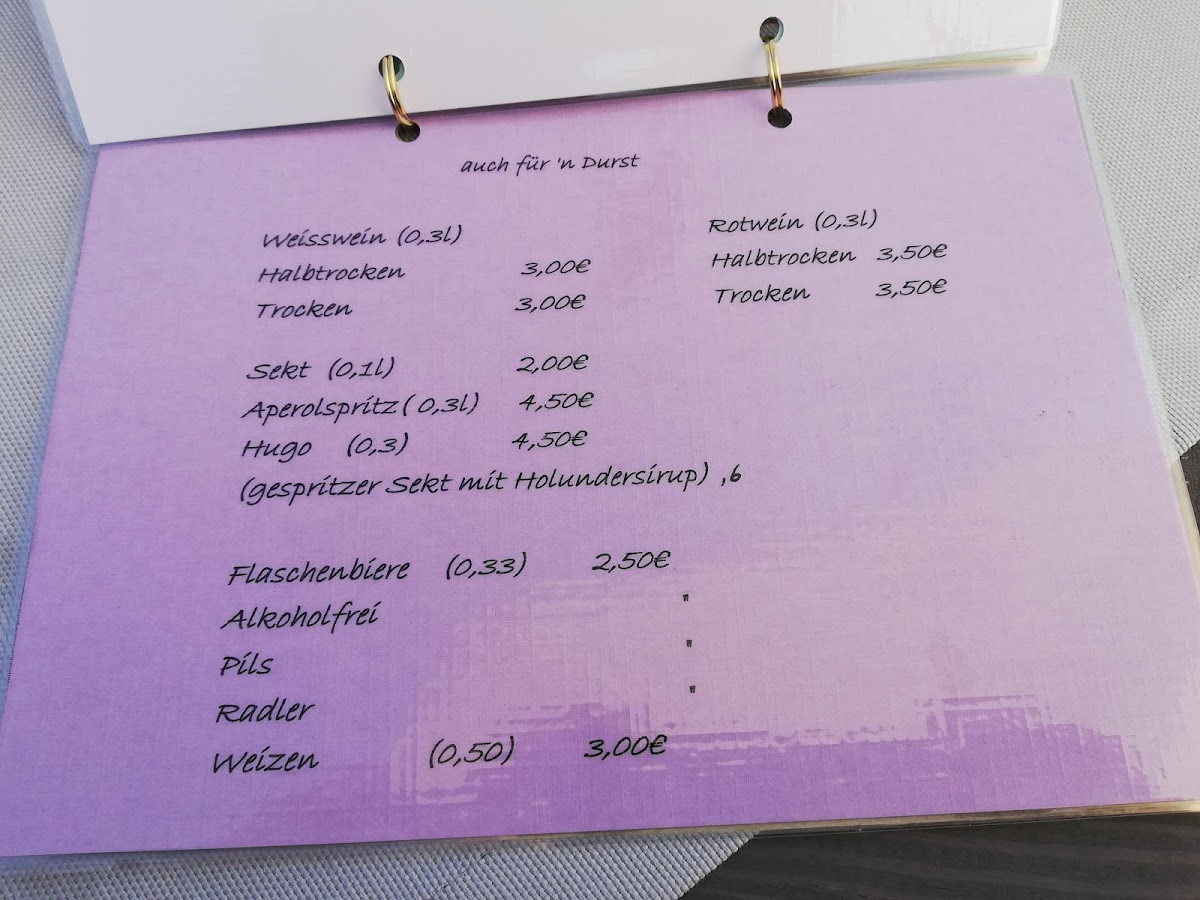 auch für 'n Durst
Weisswein (0,3l)
Halbtrocken 3,00€
Trocken 3,00€
Rotwein (0,3l)
Halbtrocken 3,50€
Trocken 3,50€
Sekt (0,1l) 2,00€
Aperolspritz ( 0,3l) 4,50€
Hugo (0,3) 4,50€
(gespritzer Sekt mit Holundersirup) ,6
Flaschenbiere (0,33) 2,50€
Alkoholfrei "
Pils "
Radler "
Weizen (0,50) 3,00€